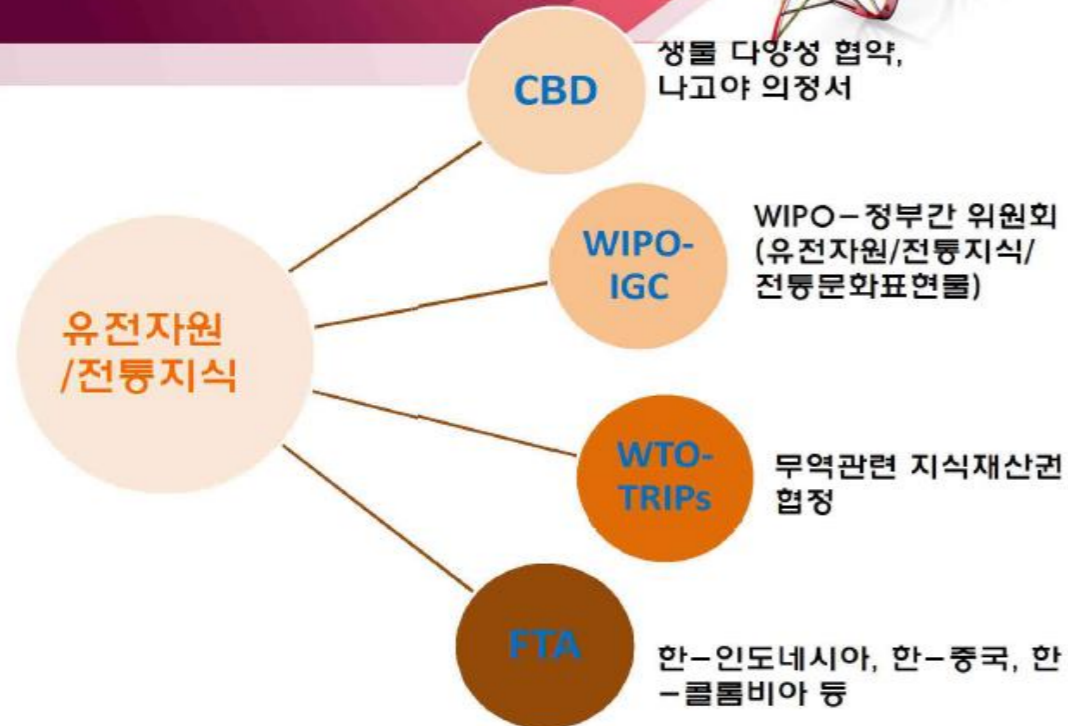 CBD
생물 다양성 협약,
나고야 의정서
WIPO-
IGC
WIPO-정부간 위원회
(유전자원/전통지식/
전통문화표현물)
유전자원
/전통지식
WTO-
TRIPs
무역관련 지식재산권
협정
FTA
한-인도네시아, 한-중국, 한
-콜롬비아 등